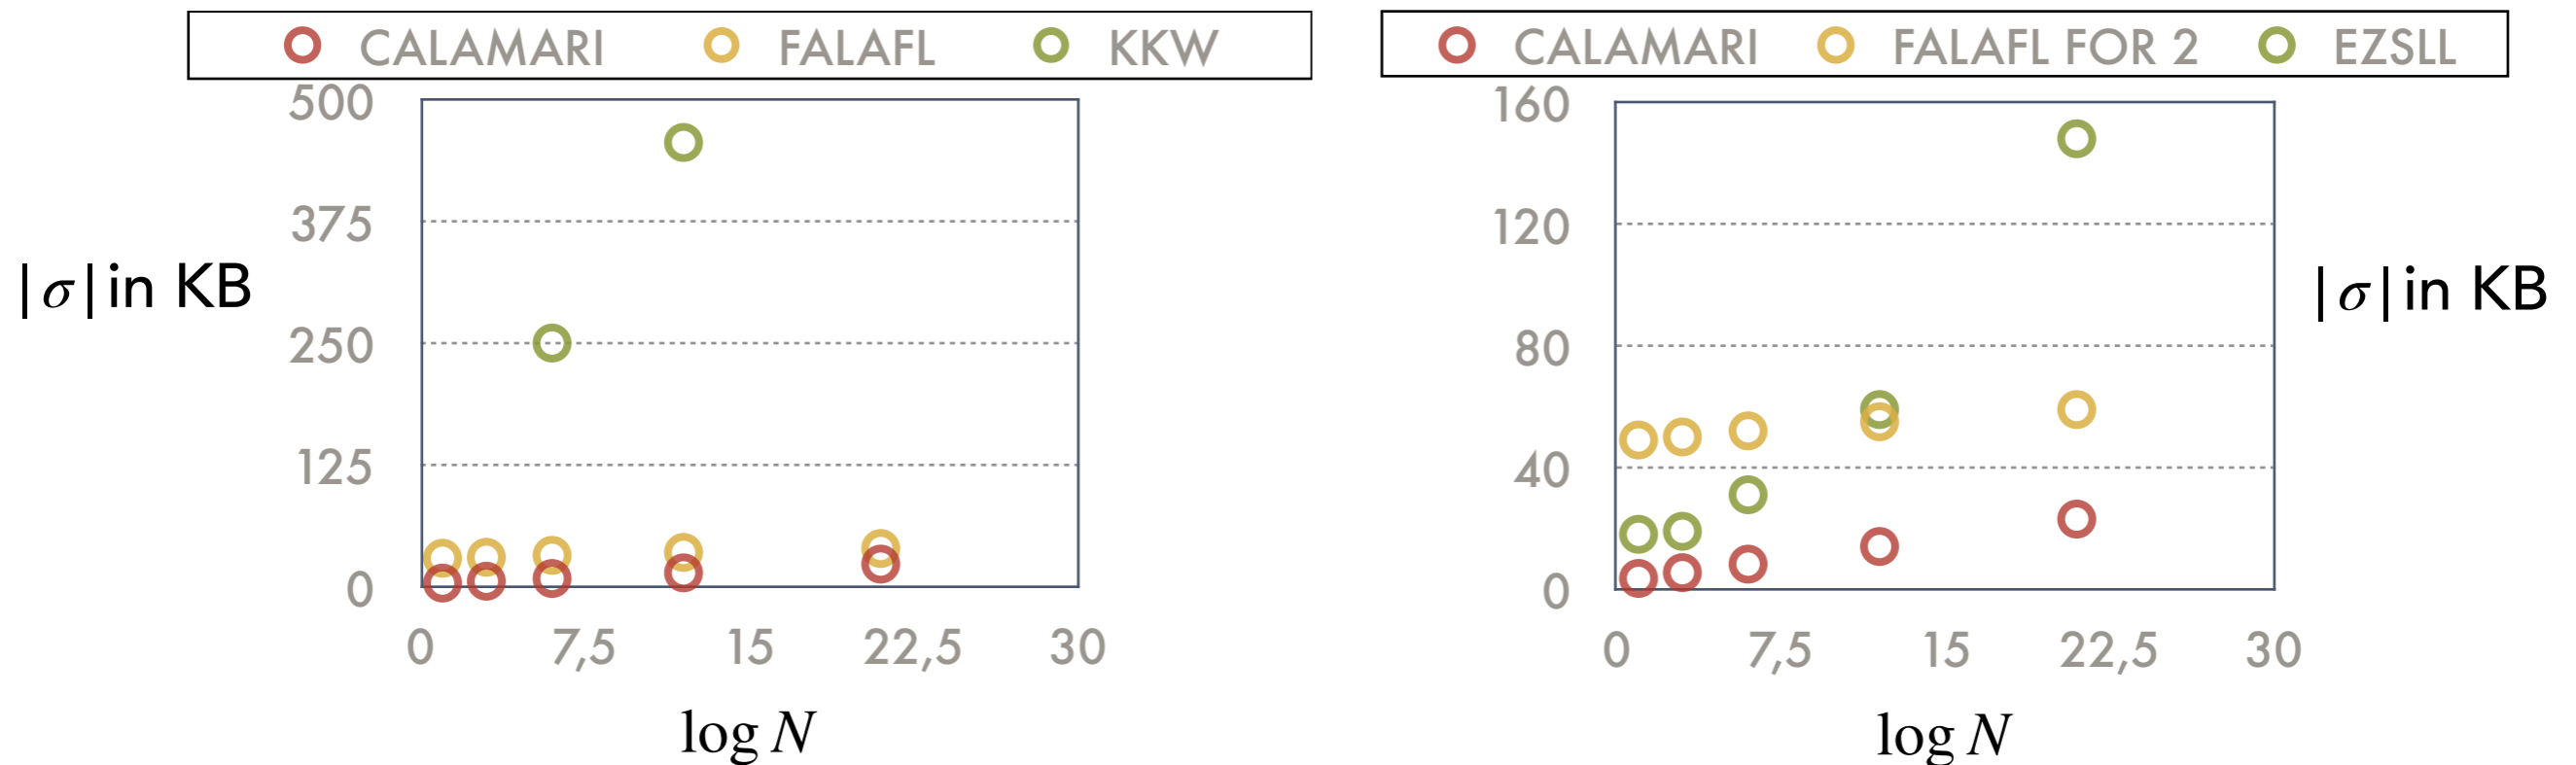 CALAMARI FALAFL KKW
500
375
|σ| in KB
250
125
0
0 7,5 15 22,5 30
log N
CALAMARI FALAFL FOR 2 EZSLL
160
120
|σ| in KB
80
40
0
0 7,5 15 22,5 30
log N